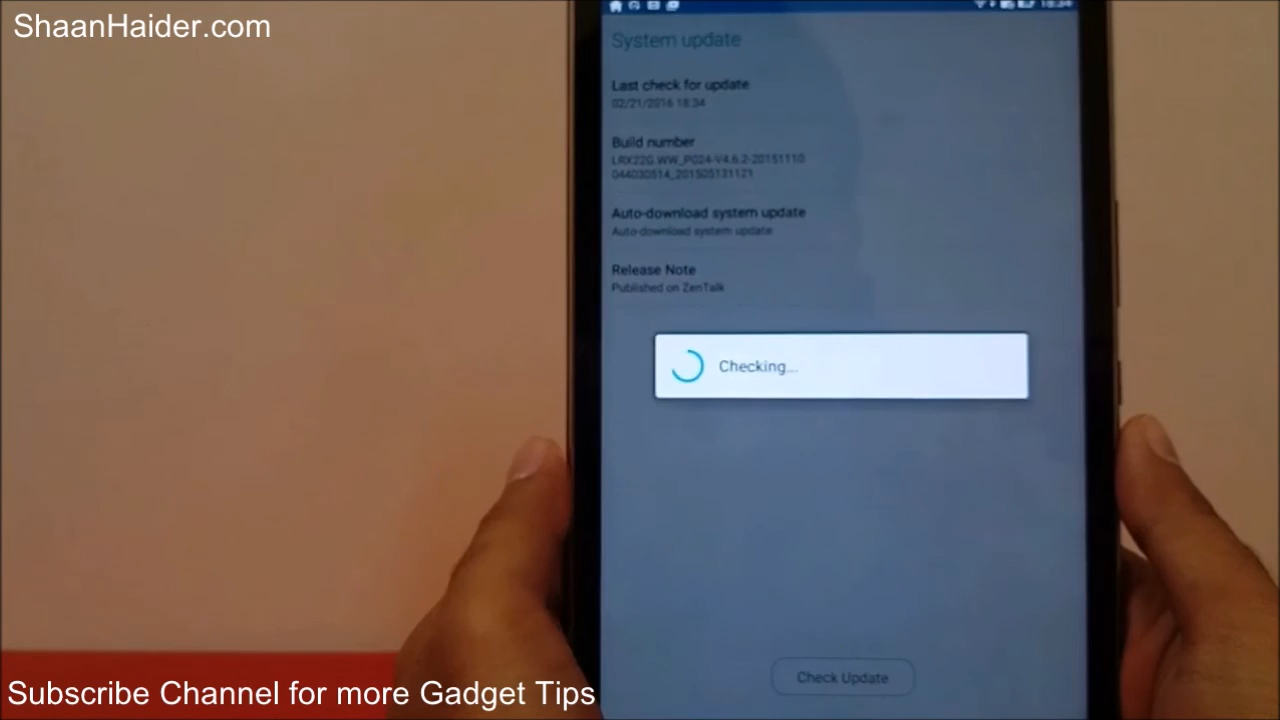 ShaanHaider.com
18:34
System update
Last check for update
02/21/2016 18:34
Build number
LRX22G.WW_P024-V4.6.2-20151110
044030514_201505131121
Auto-download system update
Auto-download system update
Release Note
Published on ZenTalk
Checking...
Check Update
Subscribe Channel for more Gadget Tips